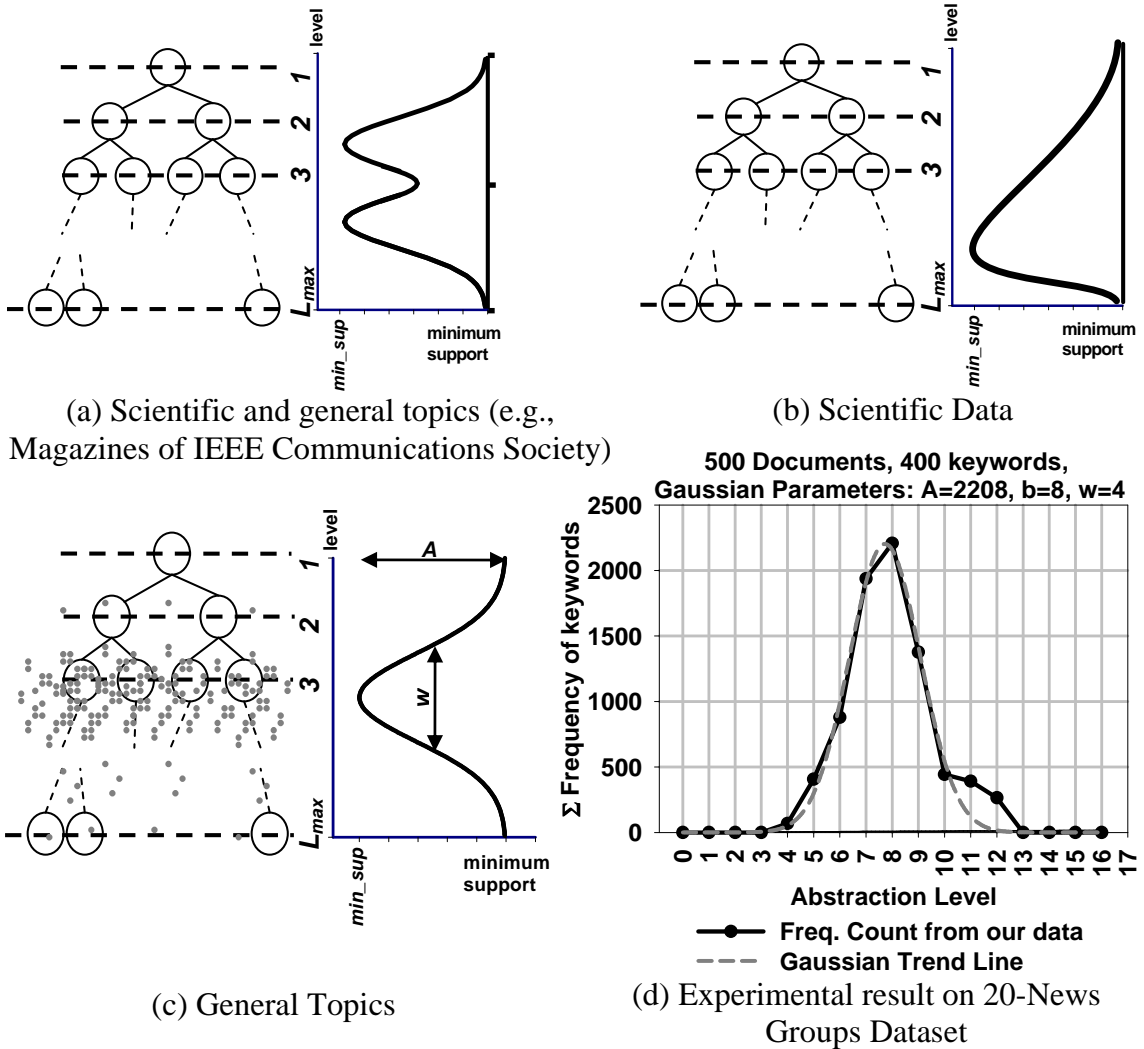 level
1
2
3
L max
min_sup
minimum
support
(a) Scientific and general topics (e.g.,
Magazines of IEEE Communications Society)
level
1
2
3
L max
min_sup
minimum
support
(b) Scientific Data
level
1
2
3
L max
A
w
min_sup
minimum
support
(c) General Topics
500 Documents, 400 keywords,
Gaussian Parameters: A=2208, b=8, w=4
Σ Frequency of keywords
2500
2000
1500
1000
500
0
0 1 2 3 4 5 6 7 8 9 10 11 12 13 14 15 16 17
Abstraction Level
Freq. Count from our data
Gaussian Trend Line
(d) Experimental result on 20-News
Groups Dataset